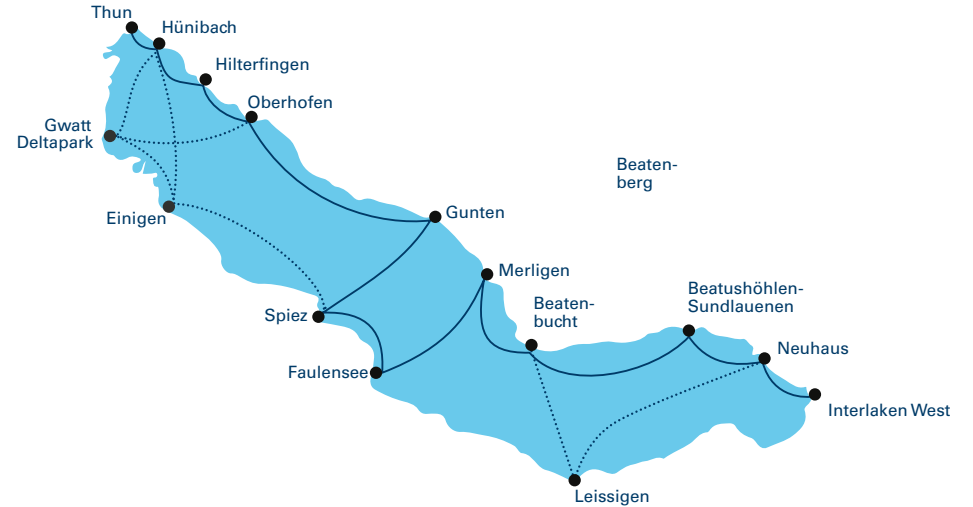 Thun
Hünibach
Hilterfingen
Oberhofen
Gwatt
Deltapark
Beaten-
berg
Einigen
Gunten
Merligen
Spiez
Beaten-
bucht
Beatushöhlen-
Sundlauenen
Neuhaus
Faulensee
Interlaken West
Leissigen